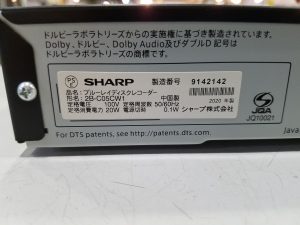 ドルビーラボラトリーズからの実施権に基づき製造されています。
Dolby、ドルビー、Dolby Audio及びダブルD記号は
ドルビーラボラトリーズの商標です。
PSE
SHARP 製造番号 9142142
品名：ブルーレイディスクレコーダー
形名：2B-C05CW1 中国製
定格電圧 100V 定格周波数 50/60Hz
定格消費電力 20W 待機時 0.1W
2020 年製
シャープ株式会社
JQA
JQ10021
For DTS patents, see http://patents.dts.com.
Java